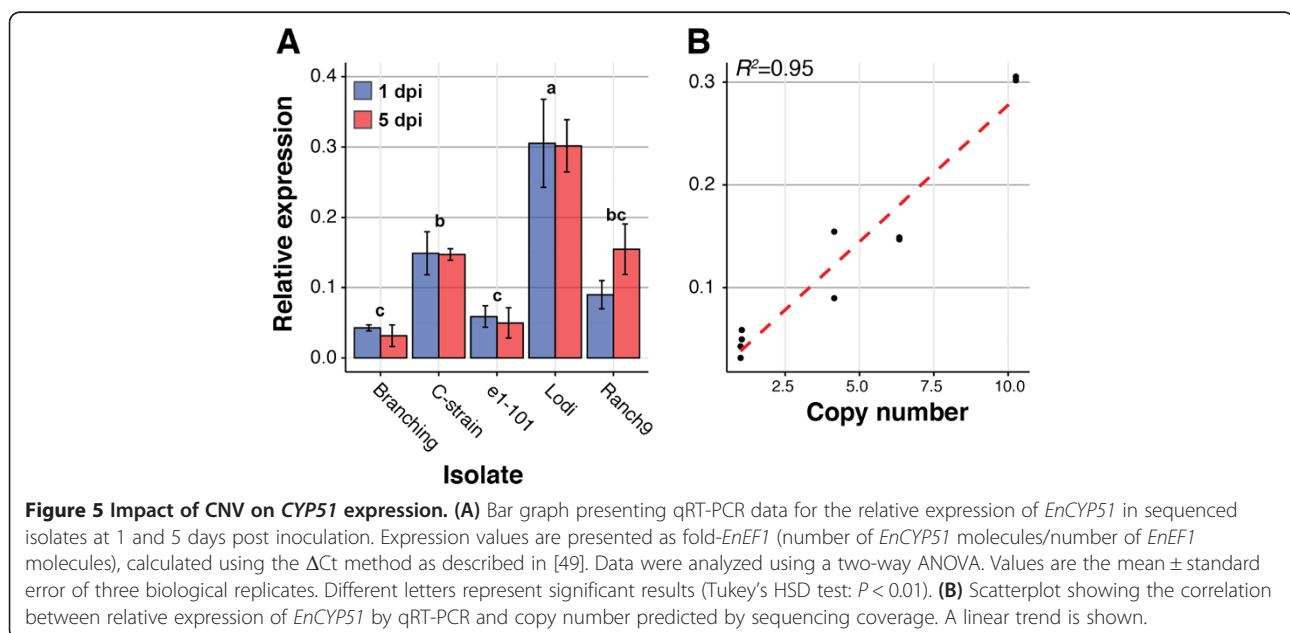 A
B
R²=0.95
0.4
0.3
0.2
0.1
0.0
1 dpi
5 dpi
c
b
c
a
bc
Relative expression
Branching
C-strain
e1-101
Lodi
Ranch9
Isolate
0.3
0.2
0.1
2.5 5.0 7.5 10.0
Copy number
Figure 5 Impact of CNV on CYP51 expression. (A) Bar graph presenting qRT-PCR data for the relative expression of EnCYP51 in sequenced
isolates at 1 and 5 days post inoculation. Expression values are presented as fold-EnEF1 (number of EnCYP51 molecules/number of EnEF1
molecules), calculated using the ΔCt method as described in [49]. Data were analyzed using a two-way ANOVA. Values are the mean ± standard
error of three biological replicates. Different letters represent significant results (Tukey's HSD test: P < 0.01). (B) Scatterplot showing the correlation
between relative expression of EnCYP51 by qRT-PCR and copy number predicted by sequencing coverage. A linear trend is shown.